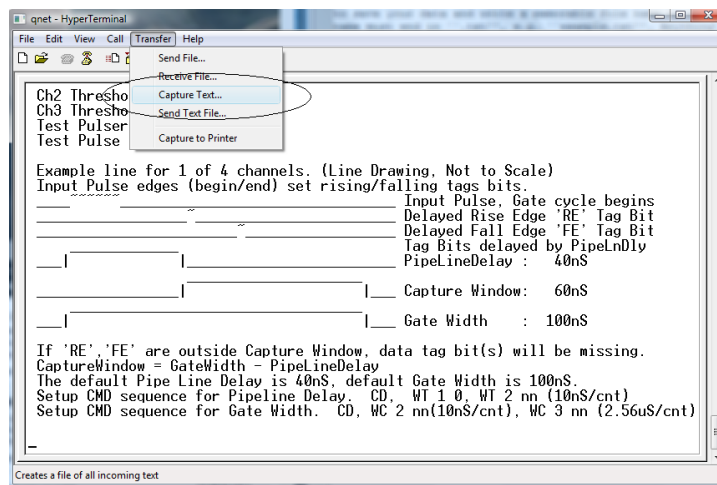 qnet - HyperTerminal
File Edit View Call Transfer Help
Send File...
Receive File...
Capture Text...
Send Text File...
Capture to Printer
Ch2 Thresho
Ch3 Thresho
Test Pulser
Test Pulse
Example line for 1 of 4 channels. (Line Drawing, Not to Scale)
Input Pulse edges (begin/end) set rising/falling tags bits.
Input Pulse, Gate cycle begins
Delayed Rise Edge 'RE' Tag Bit
Delayed Fall Edge 'FE' Tag Bit
Tag Bits delayed by PipeLnDly
PipeLineDelay : 40nS
Capture Window: 60nS
Gate Width : 100nS
If 'RE','FE' are outside Capture Window, data tag bit(s) will be missing.
CaptureWindow = GateWidth - PipeLineDelay
The default Pipe Line Delay is 40nS, default Gate Width is 100nS.
Setup CMD sequence for Pipeline Delay. CD, WT 1 0, WT 2 nn (10nS/cnt)
Setup CMD sequence for Gate Width. CD, WC 2 nn(10nS/cnt), WC 3 nn (2.56uS/cnt)
Creates a file of all incoming text